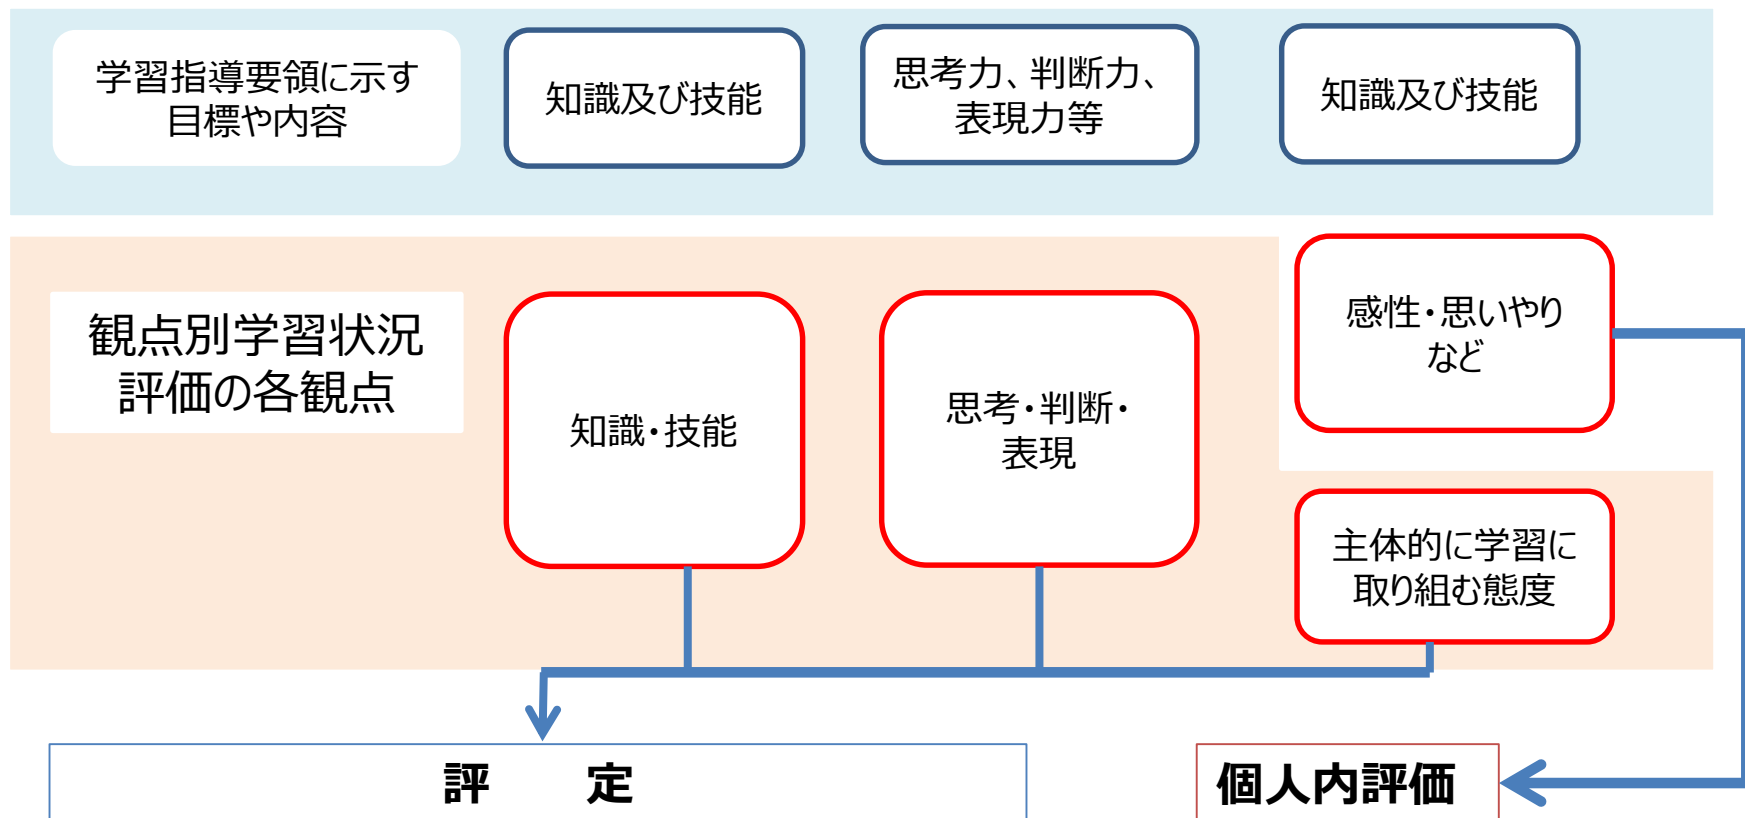 学習指導要領に示す
目標や内容
知識及び技能
思考力、判断力、
表現力等
知識及び技能
観点別学習状況
評価の各観点
知識・技能
思考・判断・
表現
感性・思いやり
など
主体的に学習に
取り組む態度
評　定
個人内評価